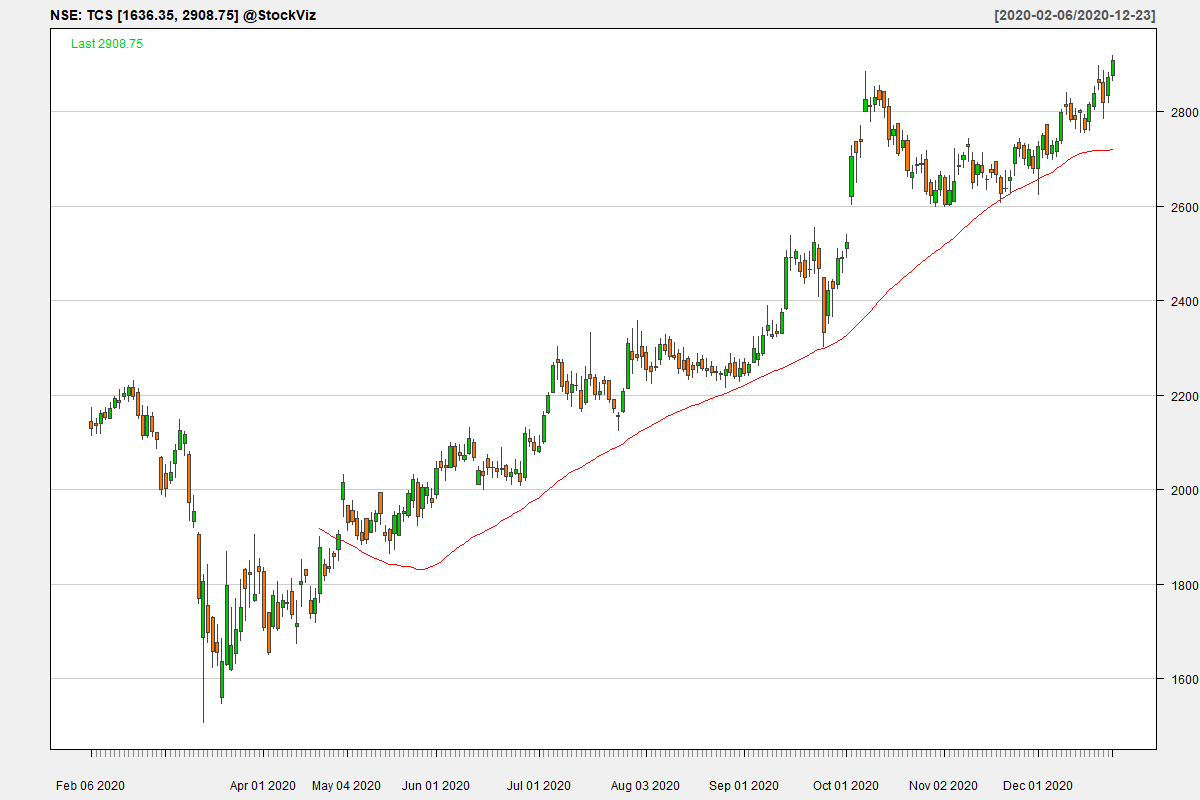 NSE: TCS [1636.35, 2908.75] @StockViz
[2020-02-06/2020-12-23]
Last 2908.75
2800
2600
2400
2200
2000
1800
1600
Feb 06 2020 Apr 01 2020 May 04 2020 Jun 01 2020 Jul 01 2020 Aug 03 2020 Sep 01 2020 Oct 01 2020 Nov 02 2020 Dec 01 2020